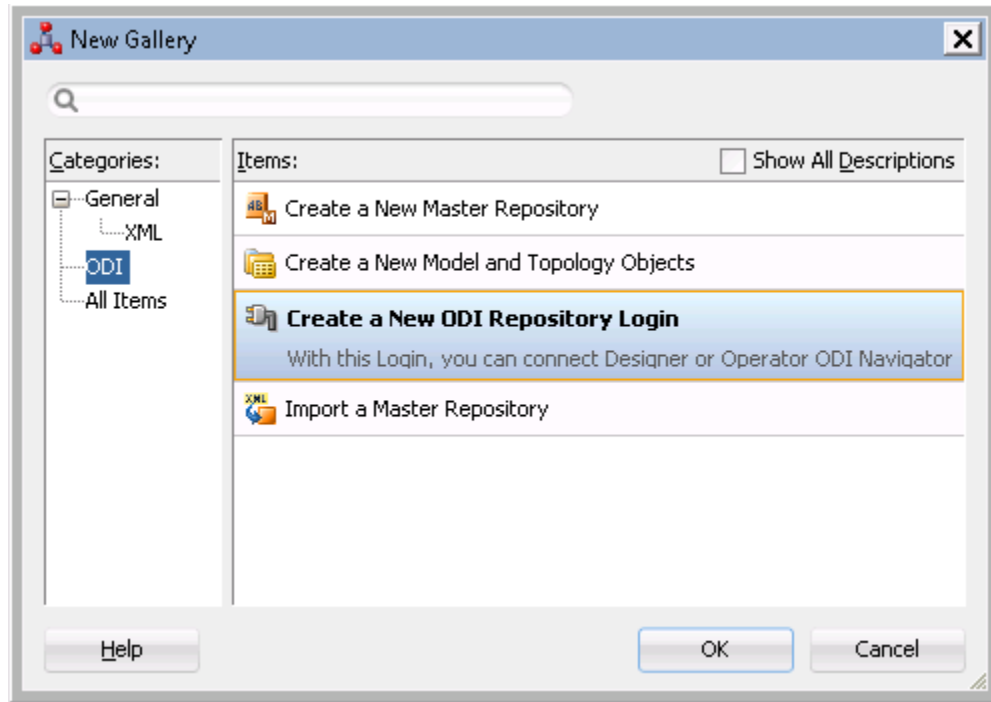 New Gallery
Categories:
Items:
Show All Descriptions
General
XML
ODI
All Items
Create a New Master Repository
Create a New Model and Topology Objects
Create a New ODI Repository Login
With this Login, you can connect Designer or Operator ODI Navigator
Import a Master Repository
Help
OK
Cancel